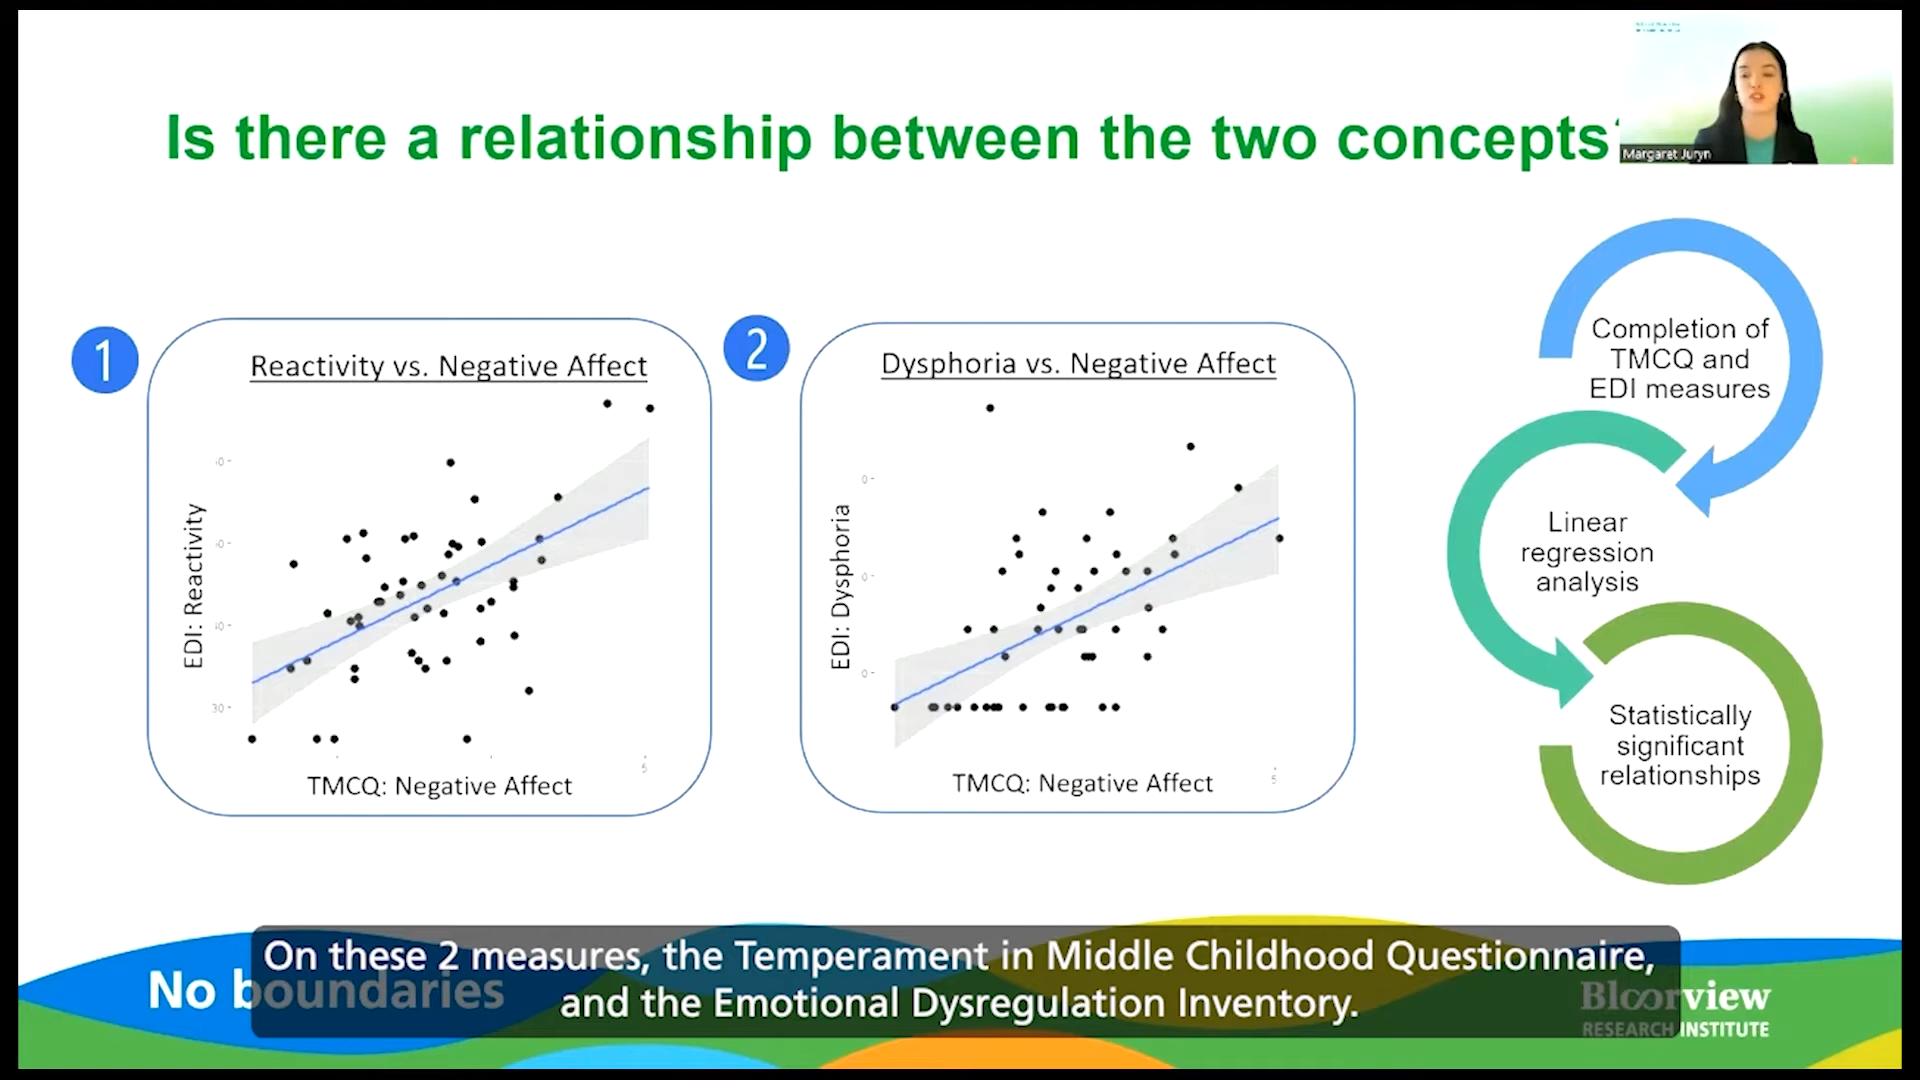 Is there a relationship between the two concepts?
Margaret Juryn
1
Reactivity vs. Negative Affect
EDI: Reactivity
30
5
TMCQ: Negative Affect
2
Dysphoria vs. Negative Affect
EDI: Dysphoria
5
TMCQ: Negative Affect
Completion of
TMCQ and
EDI measures
Linear
regression
analysis
Statistically
significant
relationships
On these 2 measures, the Temperament in Middle Childhood Questionnaire,
and the Emotional Dysregulation Inventory.
No boundaries
Bloorview
RESEARCH INSTITUTE